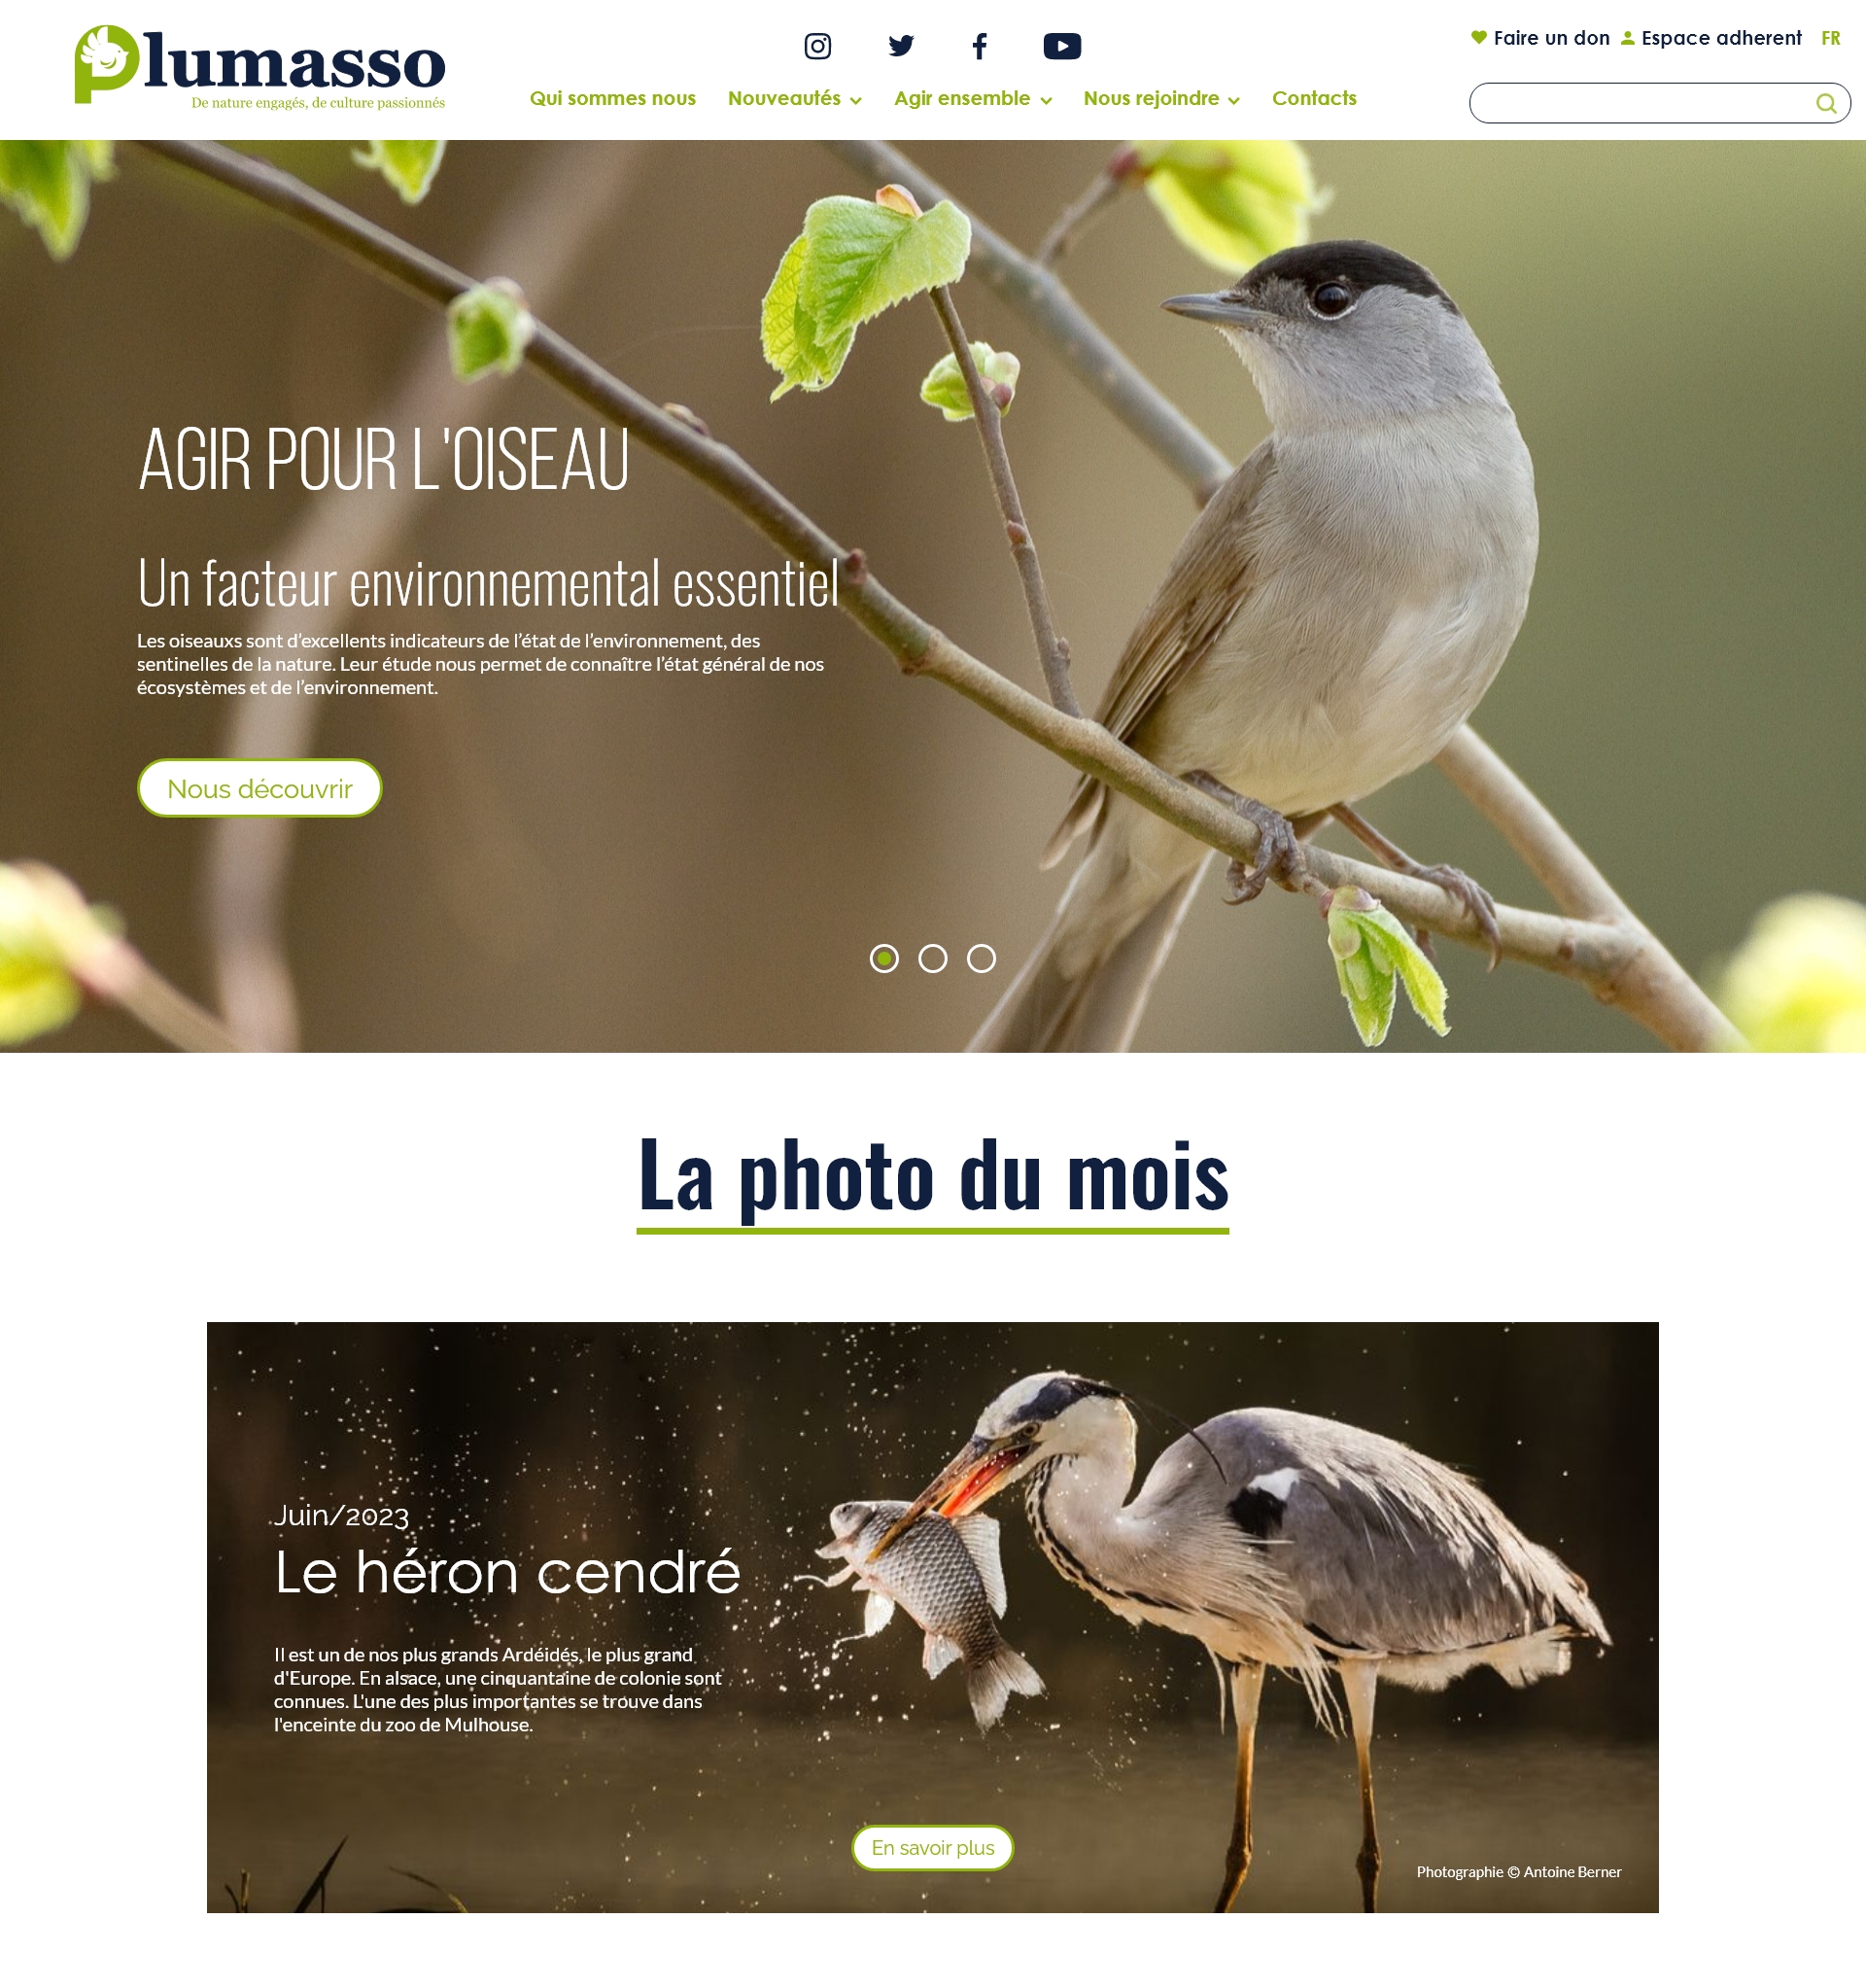 Plumasso
De nature engagés, de culture passionnés
Faire un don Espace adherent FR
Qui sommes nous Nouveautés Agir ensemble Nous rejoindre Contacts
AGIR POUR L'OISEAU
Un facteur environnemental essentiel
Les oiseauxs sont d’excellents indicateurs de l’état de l’environnement, des
sentinelles de la nature. Leur étude nous permet de connaître l’état général de nos
écosystèmes et de l’environnement.
Nous découvrir
La photo du mois
Juin/2023
Le héron cendré
Il est un de nos plus grands Ardéidés, le plus grand
d'Europe. En alsace, une cinquantaine de colonie sont
connues. L'une des plus importantes se trouve dans
l'enceinte du zoo de Mulhouse.
En savoir plus
Photographie © Antoine Berner